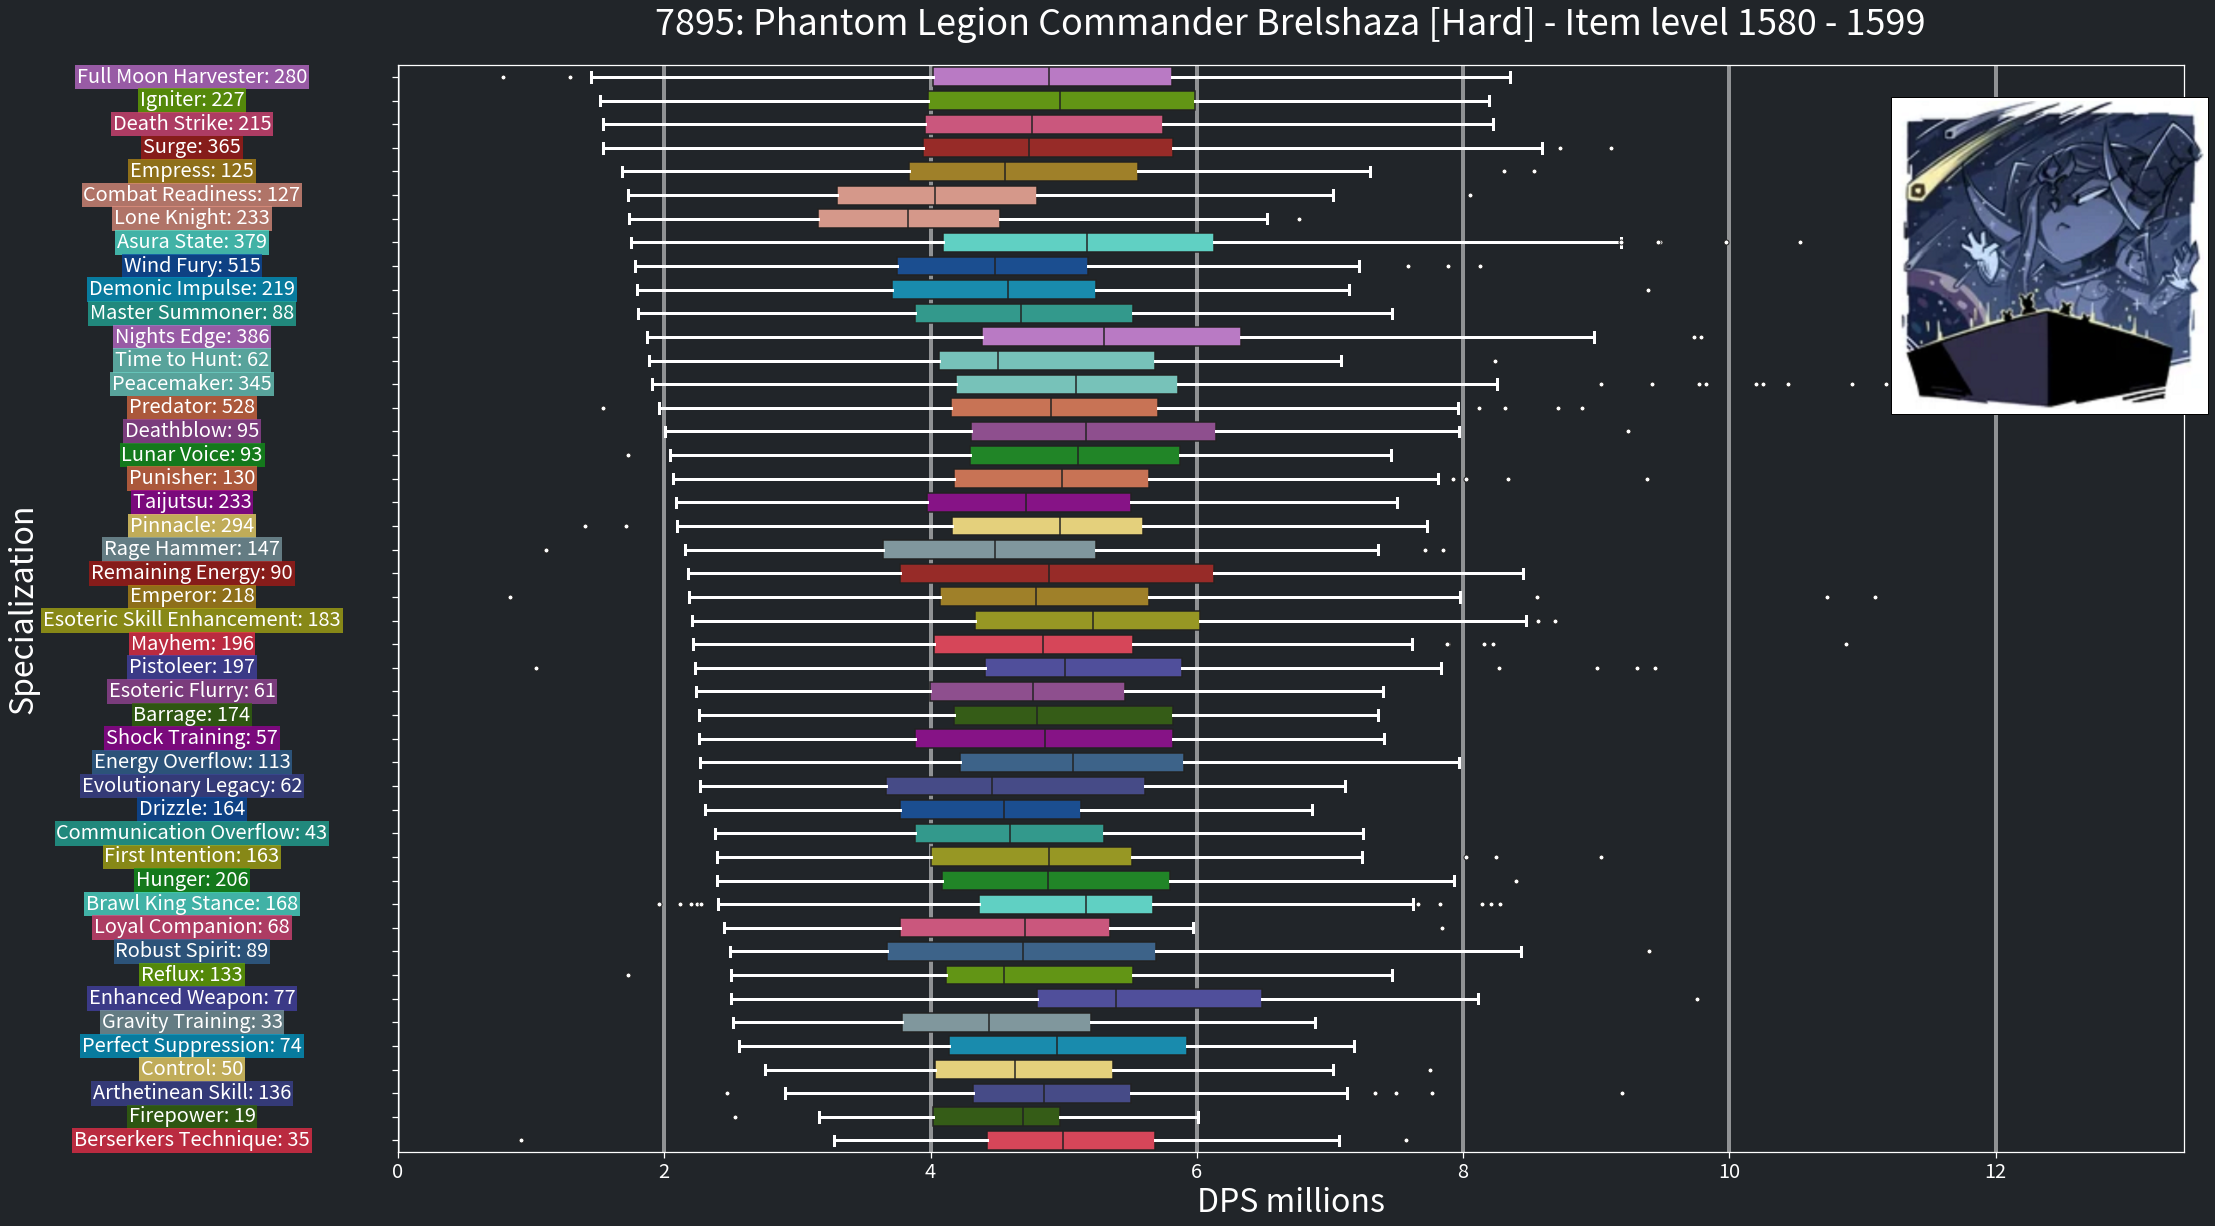 7895: Phantom Legion Commander Brelshaza [Hard] - Item level 1580 - 1599
Full Moon Harvester: 280
Igniter: 227
Death Strike: 215
Surge: 365
Empress: 125
Combat Readiness: 127
Lone Knight: 233
Asura State: 379
Wind Fury: 515
Demonic Impulse: 219
Master Summoner: 88
Nights Edge: 386
Time to Hunt: 62
Peacemaker: 345
Predator: 528
Deathblow: 95
Lunar Voice: 93
Punisher: 130
Taijutsu: 233
Pinnacle: 294
Rage Hammer: 147
Remaining Energy: 90
Emperor: 218
Esoteric Skill Enhancement: 183
Mayhem: 196
Pistoleer: 197
Esoteric Flurry: 61
Barrage: 174
Shock Training: 57
Energy Overflow: 113
Evolutionary Legacy: 62
Drizzle: 164
Communication Overflow: 43
First Intention: 163
Hunger: 206
Brawl King Stance: 168
Loyal Companion: 68
Robust Spirit: 89
Reflux: 133
Enhanced Weapon: 77
Gravity Training: 33
Perfect Suppression: 74
Control: 50
Arthetinean Skill: 136
Firepower: 19
Berserkers Technique: 35
Specialization
0 2 4 6 8 10 12
DPS millions